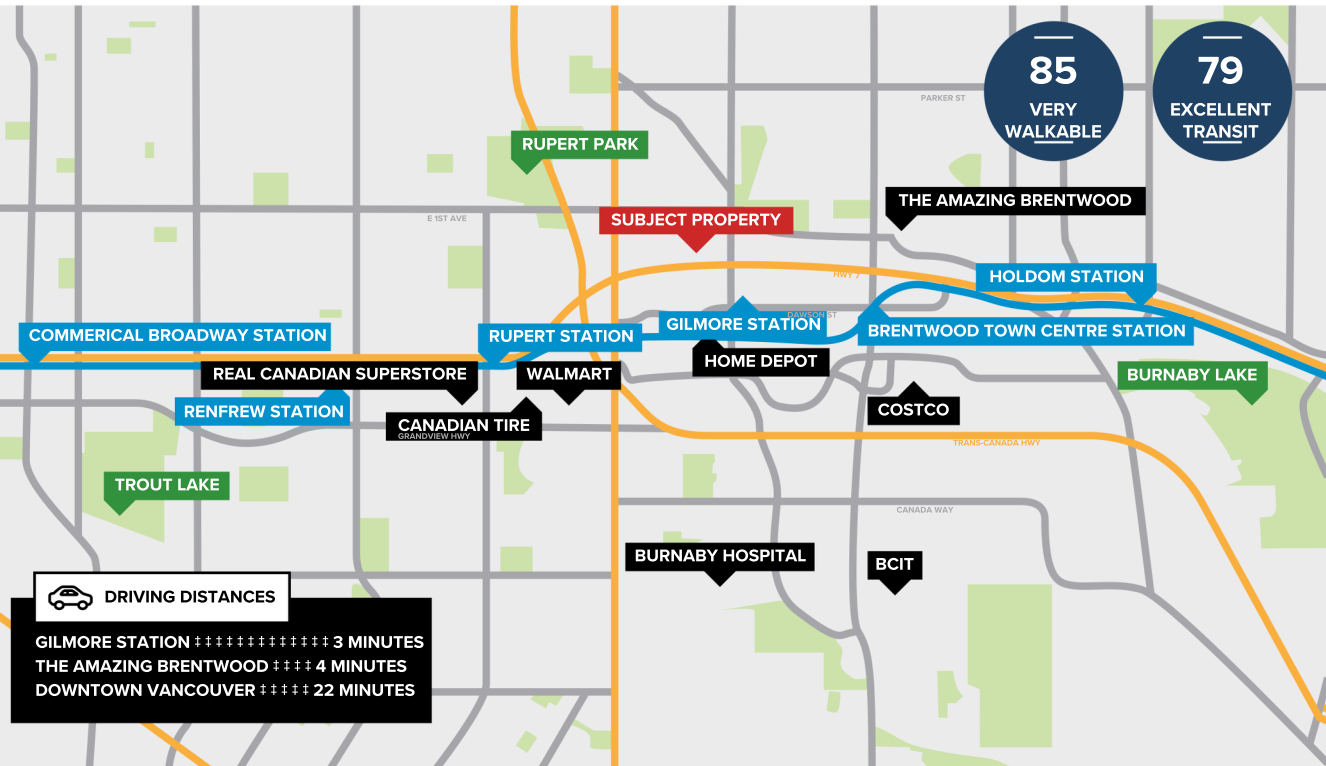 85
VERY
WALKABLE
79
EXCELLENT
TRANSIT
PARKER ST
RUPERT PARK
THE AMAZING BRENTWOOD
E 1ST AVE
SUBJECT PROPERTY
HWY 7
HOLDOM STATION
DAWSON ST
GILMORE STATION
COMMERICAL BROADWAY STATION
RUPERT STATION
BRENTWOOD TOWN CENTRE STATION
HOME DEPOT
REAL CANADIAN SUPERSTORE
WALMART
BURNABY LAKE
RENFREW STATION
COSTCO
CANADIAN TIRE
GRANDVIEW HWY
TRANS-CANADA HWY
TROUT LAKE
CANADA WAY
BURNABY HOSPITAL
BCIT
DRIVING DISTANCES
GILMORE STATION ‡ ‡ ‡ ‡ ‡ ‡ ‡ ‡ ‡ ‡ ‡ ‡ ‡ 3 MINUTES
THE AMAZING BRENTWOOD ‡ ‡ ‡ ‡ 4 MINUTES
DOWNTOWN VANCOUVER ‡ ‡ ‡ ‡ ‡ 22 MINUTES